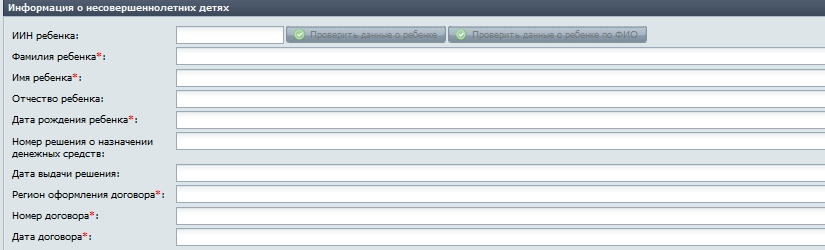 Информация о несовершеннолетних детях
ИИН ребенка: Проверить данные о ребенке Проверить данные о ребенке по ФИО
Фамилия ребенка*:
Имя ребенка*:
Отчество ребенка:
Дата рождения ребенка*:
Номер решения о назначении
денежных средств:
Дата выдачи решения:
Регион оформления договора*:
Номер договора*:
Дата договора*: